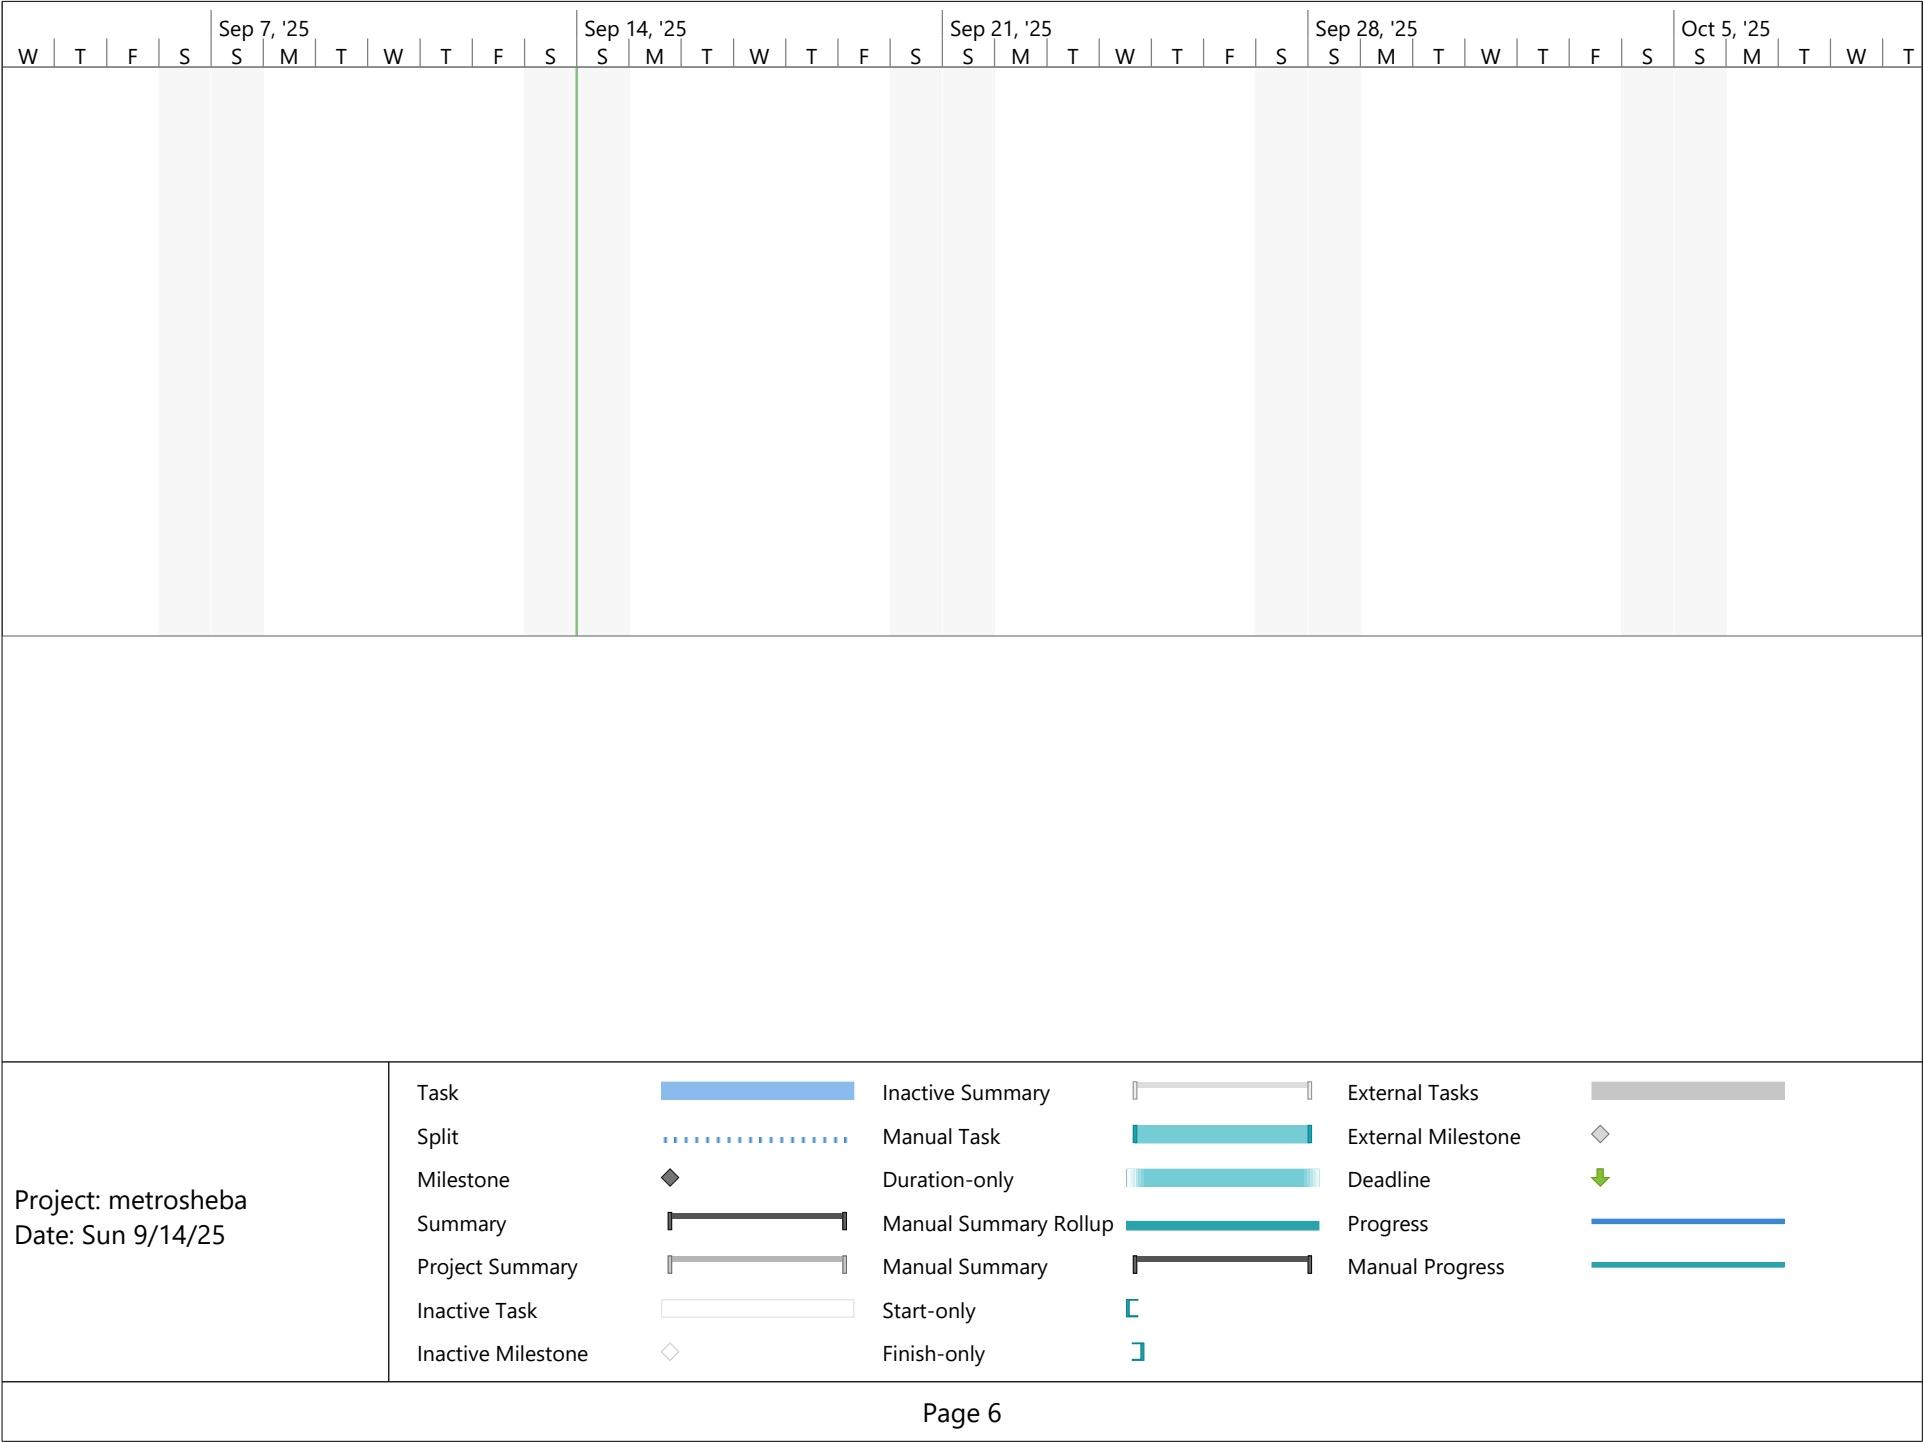 Sep 7, '25 Sep 14, '25 Sep 21, '25 Sep 28, '25 Oct 5, '25
W T F S S M T W T F S S M T W T F S S M T W T F S S M T W T F S S M T W T
Task Inactive Summary External Tasks
Split Manual Task External Milestone
Milestone Duration-only Deadline
Project: metrosheba
Date: Sun 9/14/25
Summary Manual Summary Rollup Progress
Project Summary Manual Summary Manual Progress
Inactive Task Start-only
Inactive Milestone Finish-only
Page 6